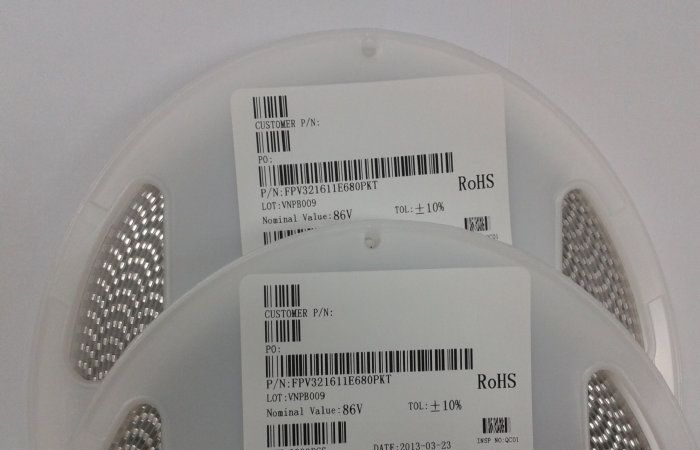 CUSTOMER P/N:
PO:
P/N:FPV321611E680PKT
RoHS
LOT:VNPB009
Nominal Value:86V TOL:±10%
CUSTOMER P/N:
PO:
P/N:FPV321611E680PKT
RoHS
LOT:VNPB009
Nominal Value:86V TOL:±10%
INSP NO:QC01
DATE:2013-03-23